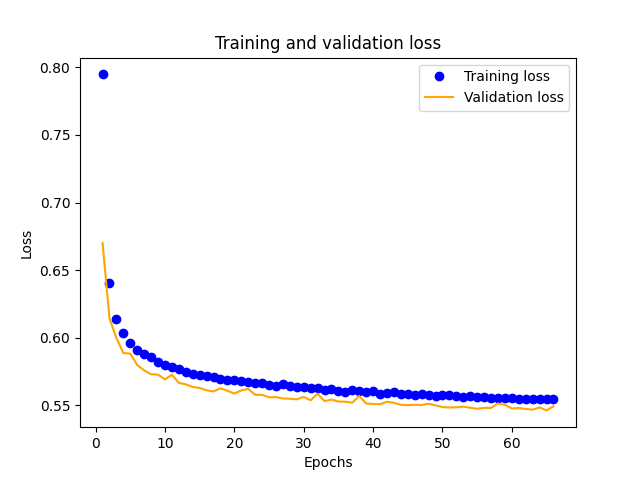 Training and validation loss
Training loss
Validation loss
0.80
0.75
0.70
0.65
0.60
0.55
Loss
0 10 20 30 40 50 60
Epochs